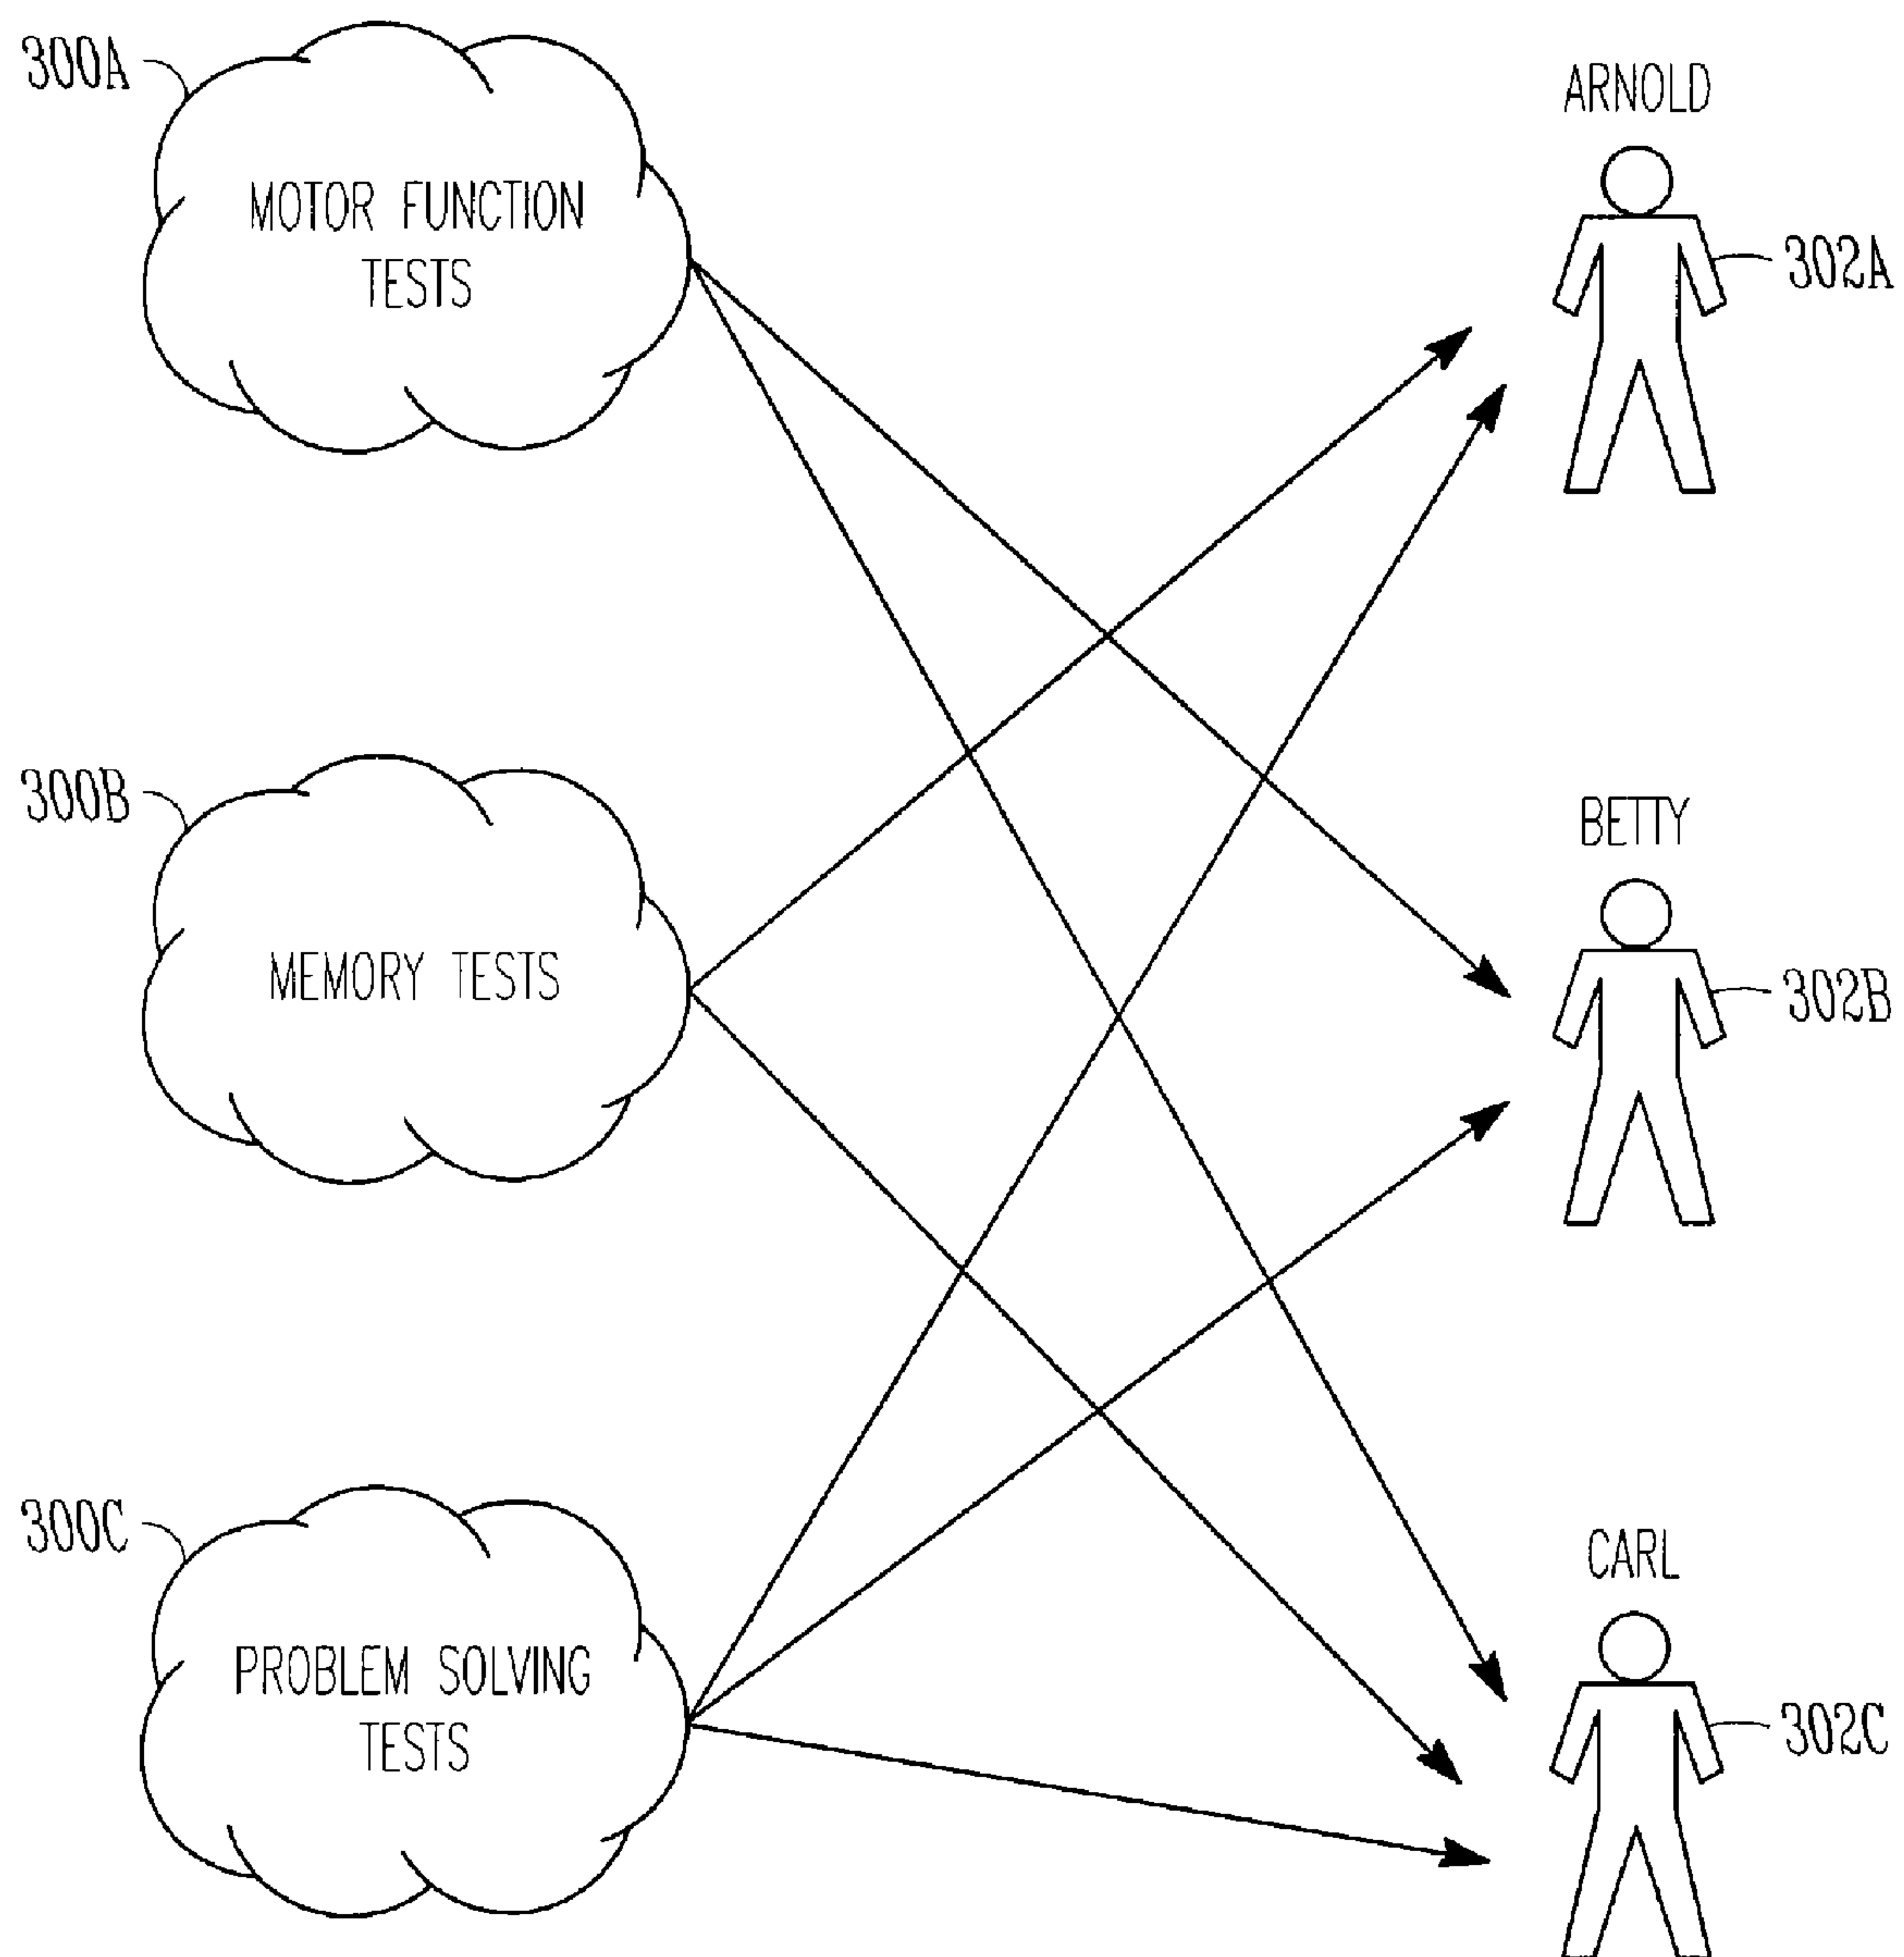 300A
MOTOR FUNCTION
TESTS
ARNOLD
302A
300B
MEMORY TESTS
BETTY
302B
300C
PROBLEM SOLVING
TESTS
CARL
302C